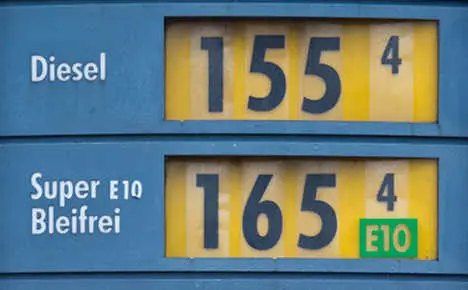 Diesel 155 4
Super E10 165 4
Bleifrei E10